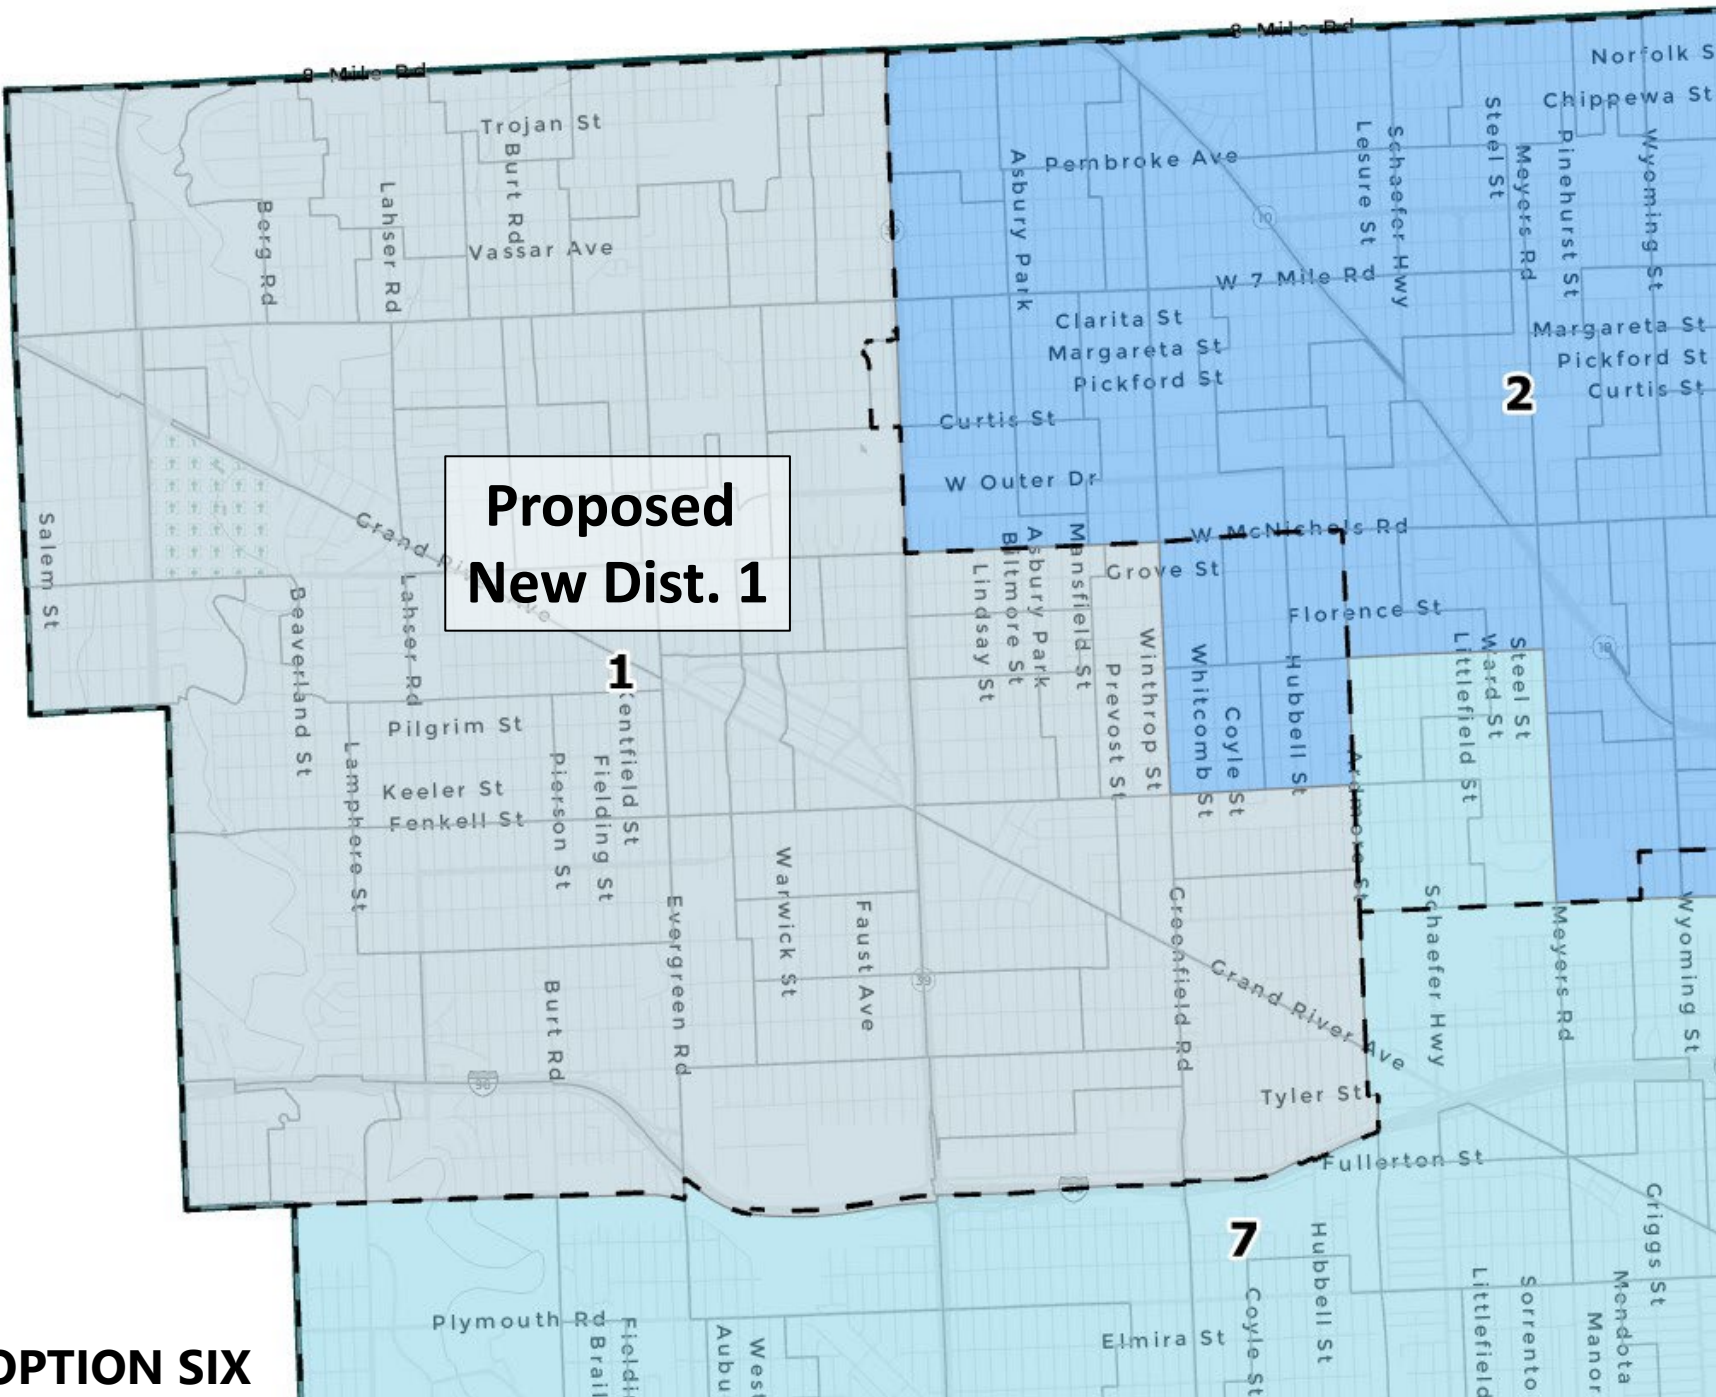 8 Mile Rd
8 Mile Rd
Norfolk S
Chippewa St
Trojan St
Burt Rd
Berg Rd
Lahser Rd
Vassar Ave
Asbury Park
Pembroke Ave
10
Lesure St
Schaefer Hwy
Steel St
Meyers Rd
Pinehurst St
Wyoming St
W 7 Mile Rd
Clarita St
Margareta St
Pickford St
Curtis St
W Outer Dr
Margareta St
Pickford St
Curtis St
2
Proposed
New Dist. 1
Salem St
Grand River Ave
Beaverland St
Lahser Rd
1
Pilgrim St
Keeler St
Fenkell St
Lamphere St
Pierson St
Fielding St
entfield St
W McNichols Rd
Lindsay St
Biltmore St
Asbury Park
Mansfield St
Grove St
Prevost St
Winthrop St
Whitcomb St
Coyle St
Hubbell St
Florence St
Ardmore St
Littlefield St
Ward St
Steel St
10
Evergreen Rd
Warwick St
Faust Ave
Burt Rd
39
Greenfield Rd
Grand River Ave
Schaefer Hwy
Meyers Rd
Wyoming St
Tyler St
Fullerton St
7
Plymouth Rd
Brail
Fieldi
Aubu
West
Elmira St
Coyle St
Hubbell St
Littlefield
Sorrento
Manor
Mendota
Griggs St
OPTION SIX